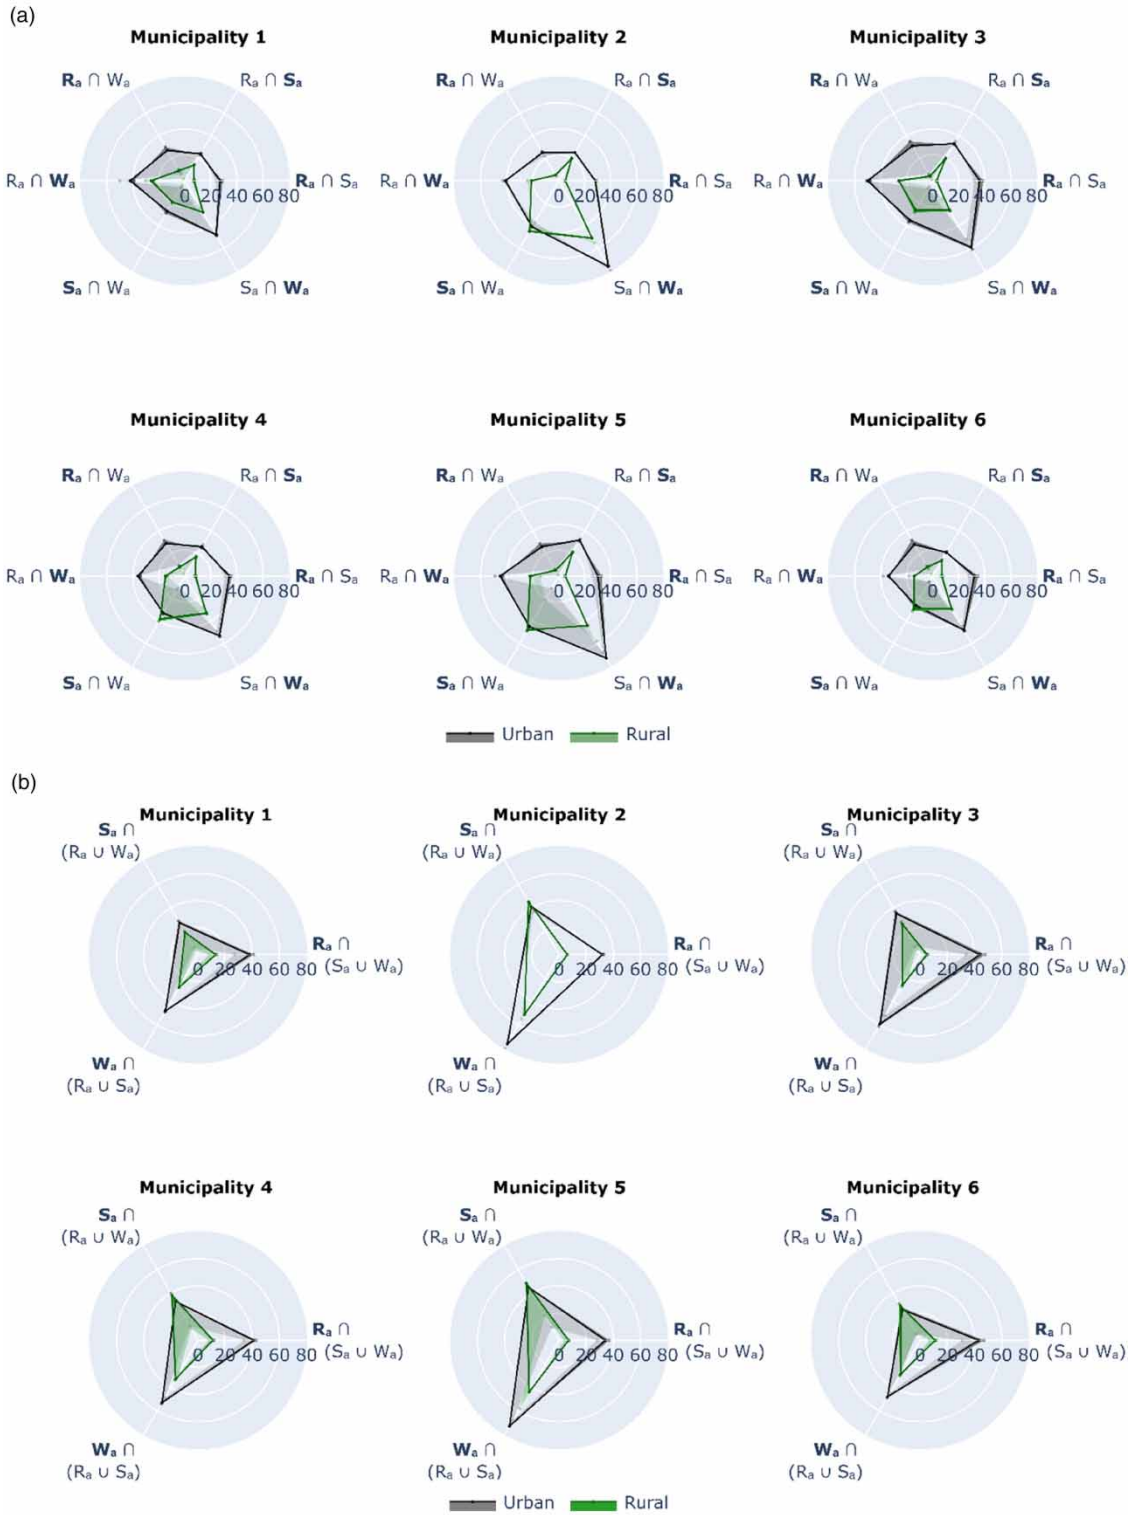 (a)
Municipality 1
Municipality 2
Municipality 3
Rₐ ∩ Wₐ
Rₐ ∩ Sₐ
Rₐ ∩ Wₐ
Rₐ ∩ Sₐ
Rₐ ∩ Wₐ
Rₐ ∩ Sₐ
Rₐ ∩ Wₐ
0 20 40 60 80
Rₐ ∩ Sₐ
Rₐ ∩ Wₐ
0 20 40 60 80
Rₐ ∩ Sₐ
Rₐ ∩ Wₐ
0 20 40 60 80
Rₐ ∩ Sₐ
Sₐ ∩ Wₐ
Sₐ ∩ Wₐ
Sₐ ∩ Wₐ
Sₐ ∩ Wₐ
Sₐ ∩ Wₐ
Sₐ ∩ Wₐ
Municipality 4
Municipality 5
Municipality 6
Rₐ ∩ Wₐ
Rₐ ∩ Sₐ
Rₐ ∩ Wₐ
Rₐ ∩ Sₐ
Rₐ ∩ Wₐ
Rₐ ∩ Sₐ
Rₐ ∩ Wₐ
0 20 40 60 80
Rₐ ∩ Sₐ
Rₐ ∩ Wₐ
0 20 40 60 80
Rₐ ∩ Sₐ
Rₐ ∩ Wₐ
0 20 40 60 80
Rₐ ∩ Sₐ
Sₐ ∩ Wₐ
Sₐ ∩ Wₐ
Sₐ ∩ Wₐ
Sₐ ∩ Wₐ
Sₐ ∩ Wₐ
Sₐ ∩ Wₐ
Urban
Rural
(b)
Municipality 1
Municipality 2
Municipality 3
Sₐ ∩
(Rₐ ∪ Wₐ)
Sₐ ∩
(Rₐ ∪ Wₐ)
Sₐ ∩
(Rₐ ∪ Wₐ)
0 20 40 60 80
Rₐ ∩
(Sₐ ∪ Wₐ)
0 20 40 60 80
Rₐ ∩
(Sₐ ∪ Wₐ)
0 20 40 60 80
Rₐ ∩
(Sₐ ∪ Wₐ)
Wₐ ∩
(Rₐ ∪ Sₐ)
Wₐ ∩
(Rₐ ∪ Sₐ)
Wₐ ∩
(Rₐ ∪ Sₐ)
Municipality 4
Municipality 5
Municipality 6
Sₐ ∩
(Rₐ ∪ Wₐ)
Sₐ ∩
(Rₐ ∪ Wₐ)
Sₐ ∩
(Rₐ ∪ Wₐ)
0 20 40 60 80
Rₐ ∩
(Sₐ ∪ Wₐ)
0 20 40 60 80
Rₐ ∩
(Sₐ ∪ Wₐ)
0 20 40 60 80
Rₐ ∩
(Sₐ ∪ Wₐ)
Wₐ ∩
(Rₐ ∪ Sₐ)
Wₐ ∩
(Rₐ ∪ Sₐ)
Wₐ ∩
(Rₐ ∪ Sₐ)
Urban
Rural